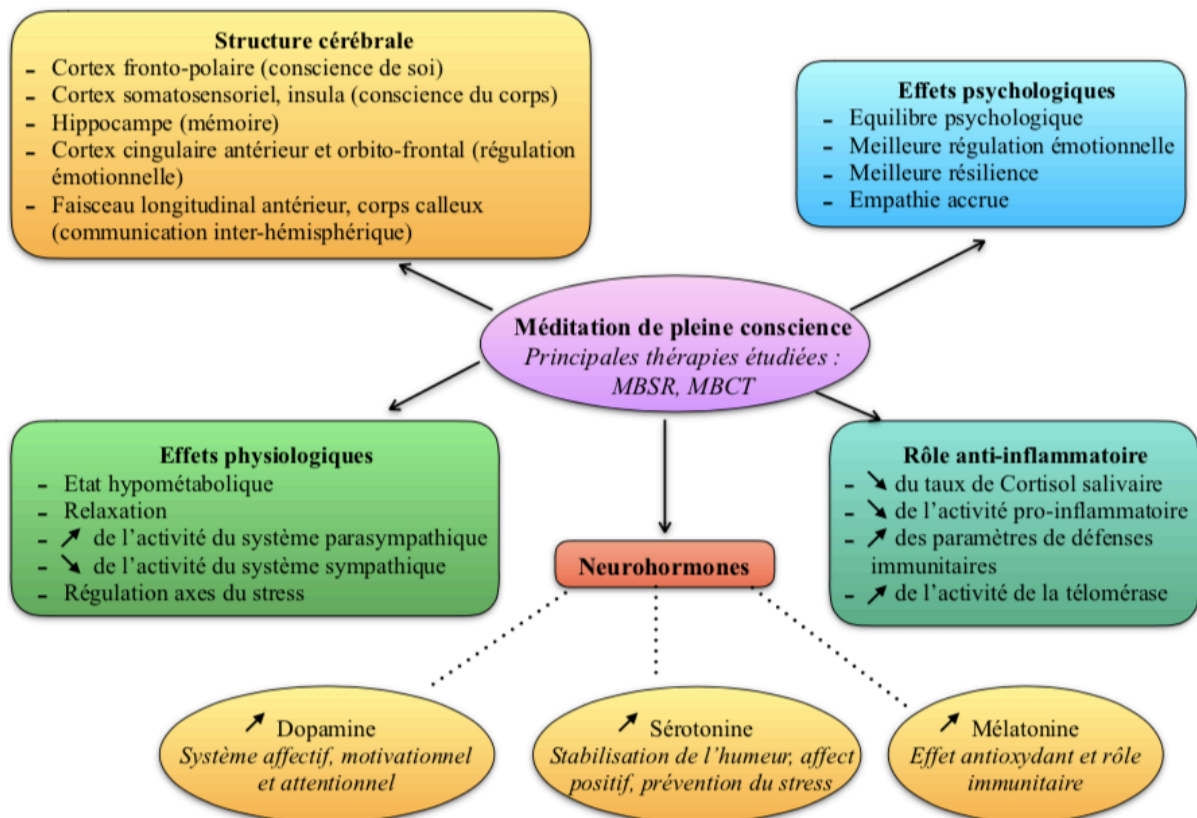 Structure cérébrale
- Cortex fronto-polaire (conscience de soi)
- Cortex somatosensoriel, insula (conscience du corps)
- Hippocampe (mémoire)
- Cortex cingulaire antérieur et orbito-frontal (régulation
émotionnelle)
- Faisceau longitudinal antérieur, corps calleux
(communication inter-hémisphérique)
Effets psychologiques
- Equilibre psychologique
- Meilleure régulation émotionnelle
- Meilleure résilience
- Empathie accrue
Méditation de pleine conscience
Principales thérapies étudiées :
MBSR, MBCT
Effets physiologiques
- Etat hypométabolique
- Relaxation
- ↗ de l’activité du système parasympathique
- ↘ de l’activité du système sympathique
- Régulation axes du stress
Rôle anti-inflammatoire
- ↘ du taux de Cortisol salivaire
- ↘ de l’activité pro-inflammatoire
- ↗ des paramètres de défenses
immunitaires
- ↗ de l’activité de la télomérase
Neurohormones
↗ Dopamine
Système affectif, motivationnel
et attentionnel
↗ Sérotonine
Stabilisation de l’humeur, affect
positif, prévention du stress
↗ Mélatonine
Effet antioxydant et rôle
immunitaire